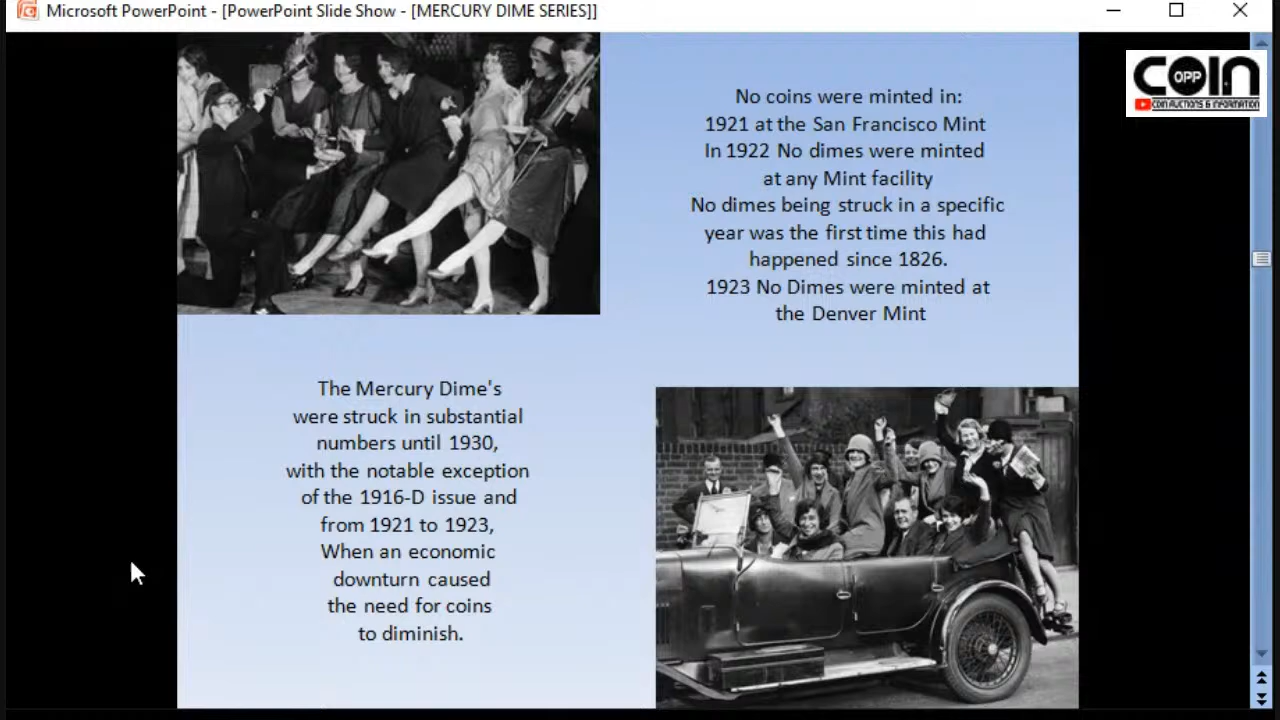 Microsoft PowerPoint - [PowerPoint Slide Show - [MERCURY DIME SERIES]]
COIN
OPP
COIN AUCTIONS & INFORMATION
No coins were minted in:
1921 at the San Francisco Mint
In 1922 No dimes were minted
at any Mint facility
No dimes being struck in a specific
year was the first time this had
happened since 1826.
1923 No Dimes were minted at
the Denver Mint
The Mercury Dime's
were struck in substantial
numbers until 1930,
with the notable exception
of the 1916-D issue and
from 1921 to 1923,
When an economic
downturn caused
the need for coins
to diminish.